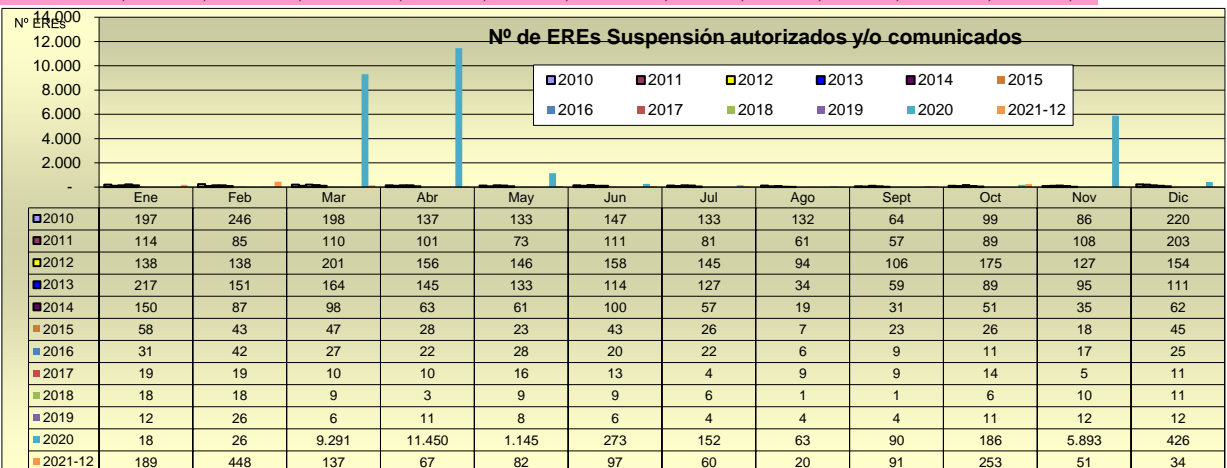 14.000
Nº EREs
Nº de EREs Suspensión autorizados y/o comunicados
12.000
10.000
8.000
6.000
4.000
2.000
-
2010 2011 2012 2013 2014 2015
2016 2017 2018 2019 2020 2021-12
Ene Feb Mar Abr May Jun Jul Ago Sept Oct Nov Dic
2010 197 246 198 137 133 147 133 132 64 99 86 220
2011 114 85 110 101 73 111 81 61 57 89 108 203
2012 138 138 201 156 146 158 145 94 106 175 127 154
2013 217 151 164 145 133 114 127 34 59 89 95 111
2014 150 87 98 63 61 100 57 19 31 51 35 62
2015 58 43 47 28 23 43 26 7 23 26 18 45
2016 31 42 27 22 28 20 22 6 9 11 17 25
2017 19 19 10 10 16 13 4 9 9 14 5 11
2018 18 18 9 3 9 9 6 1 1 6 10 11
2019 12 26 6 11 8 6 4 4 4 11 12 12
2020 18 26 9.291 11.450 1.145 273 152 63 90 186 5.893 426
2021-12 189 448 137 67 82 97 60 20 91 253 51 34